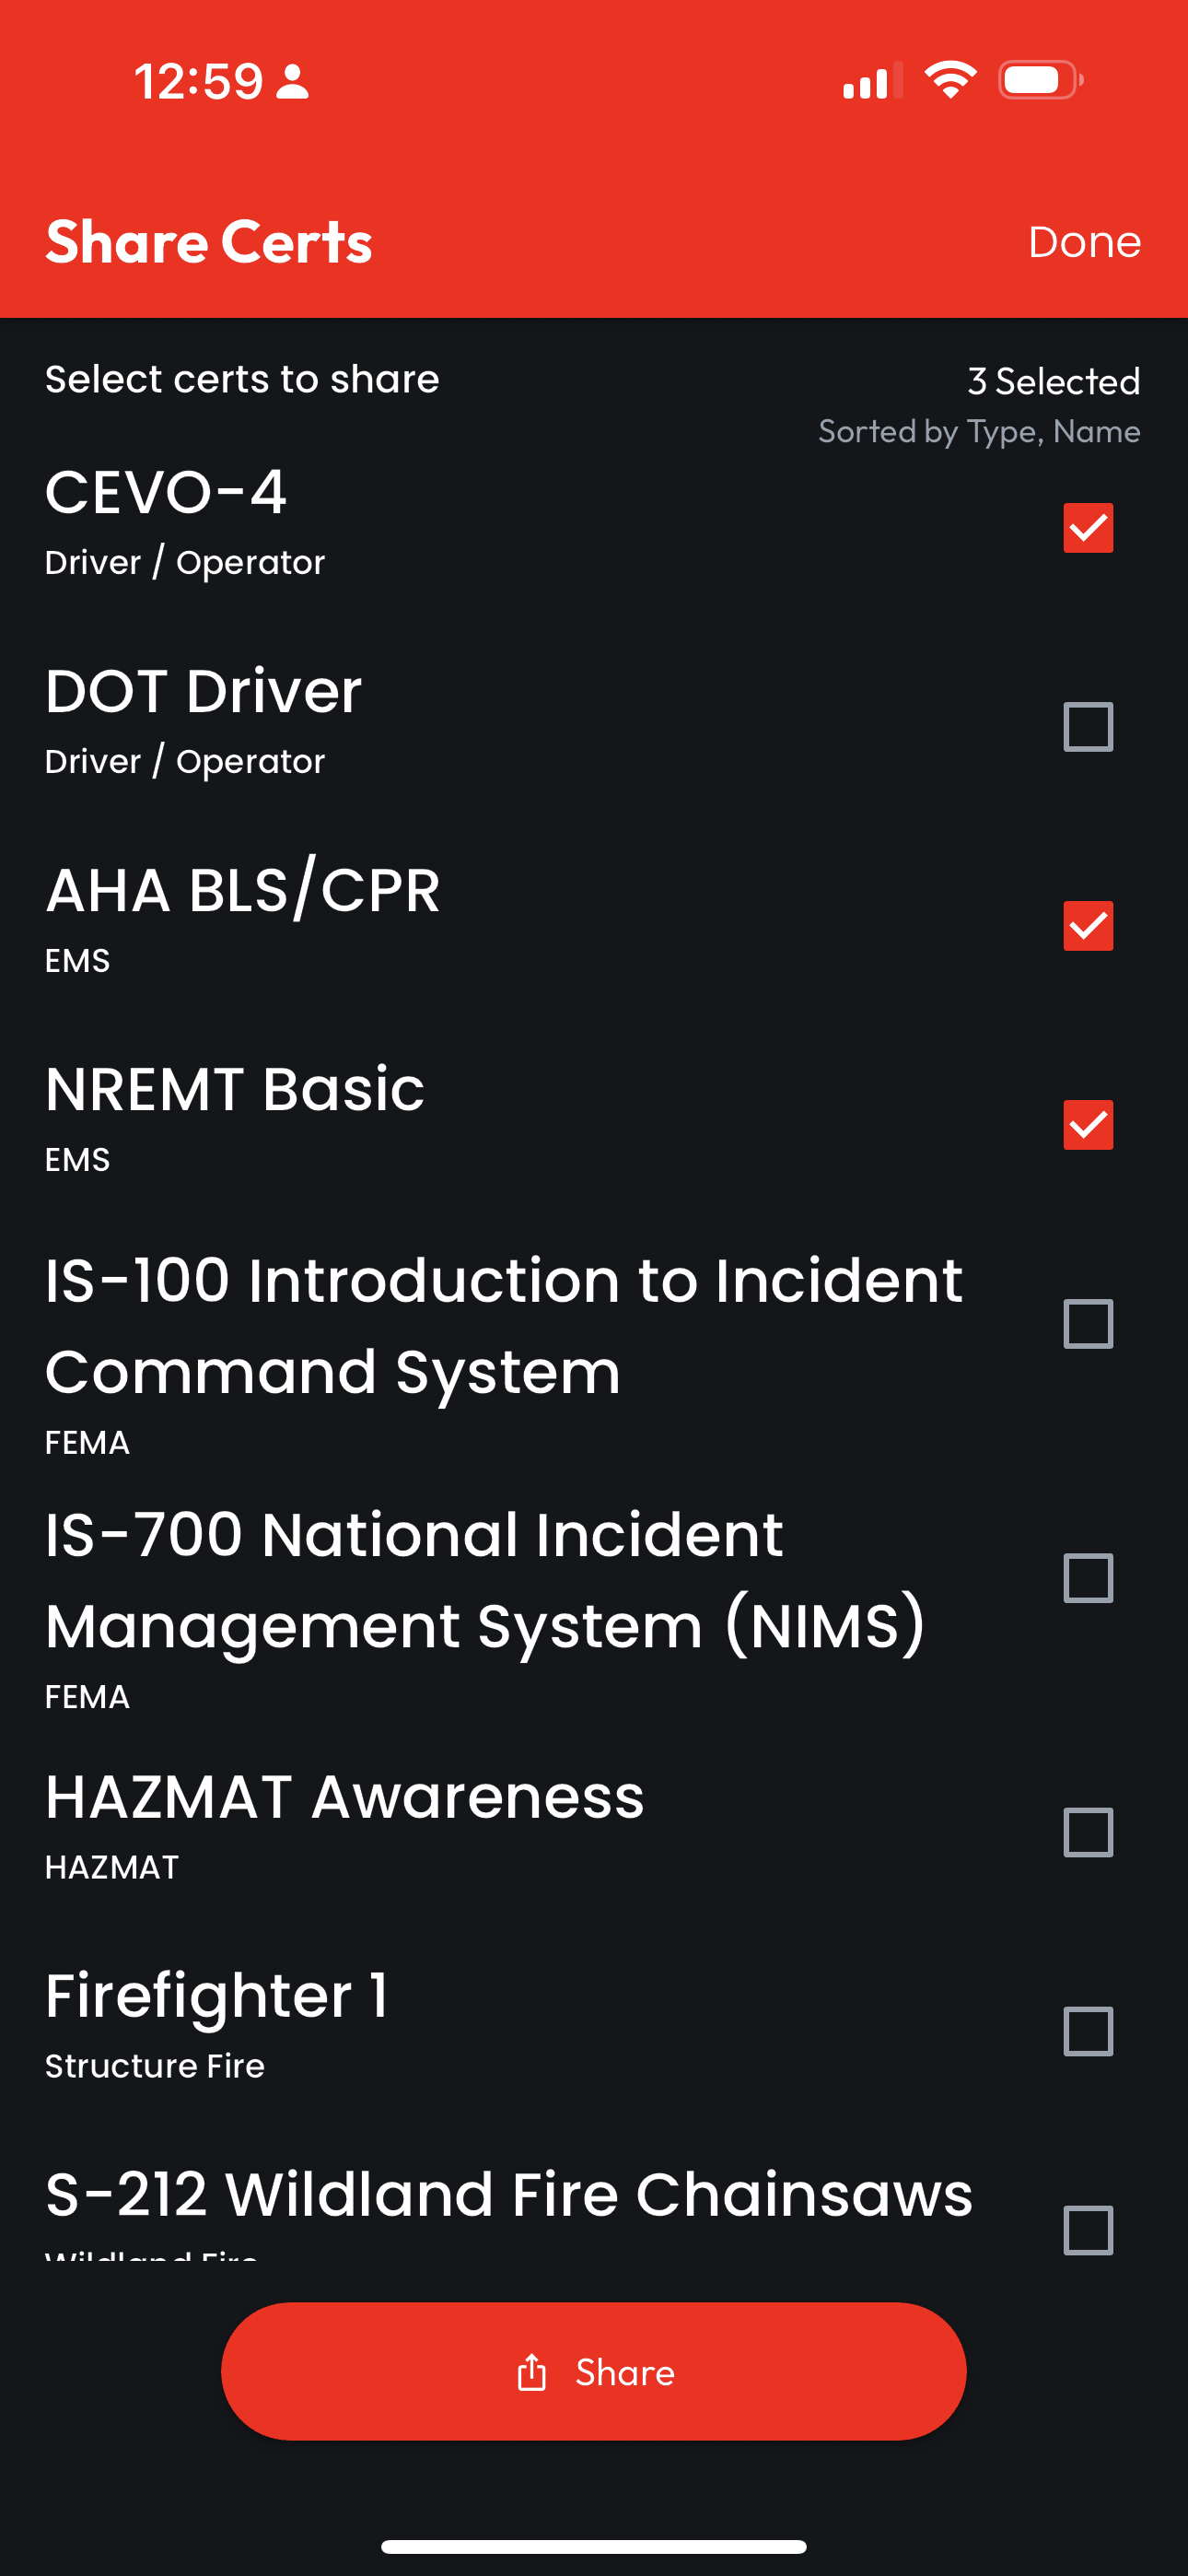 12:59
Share Certs
Done
Select certs to share
3 Selected
Sorted by Type, Name
CEVO-4
Driver / Operator
DOT Driver
Driver / Operator
AHA BLS/CPR
EMS
NREMT Basic
EMS
IS-100 Introduction to Incident
Command System
FEMA
IS-700 National Incident
Management System (NIMS)
FEMA
HAZMAT Awareness
HAZMAT
Firefighter 1
Structure Fire
S-212 Wildland Fire Chainsaws
Wildland Fire
Share